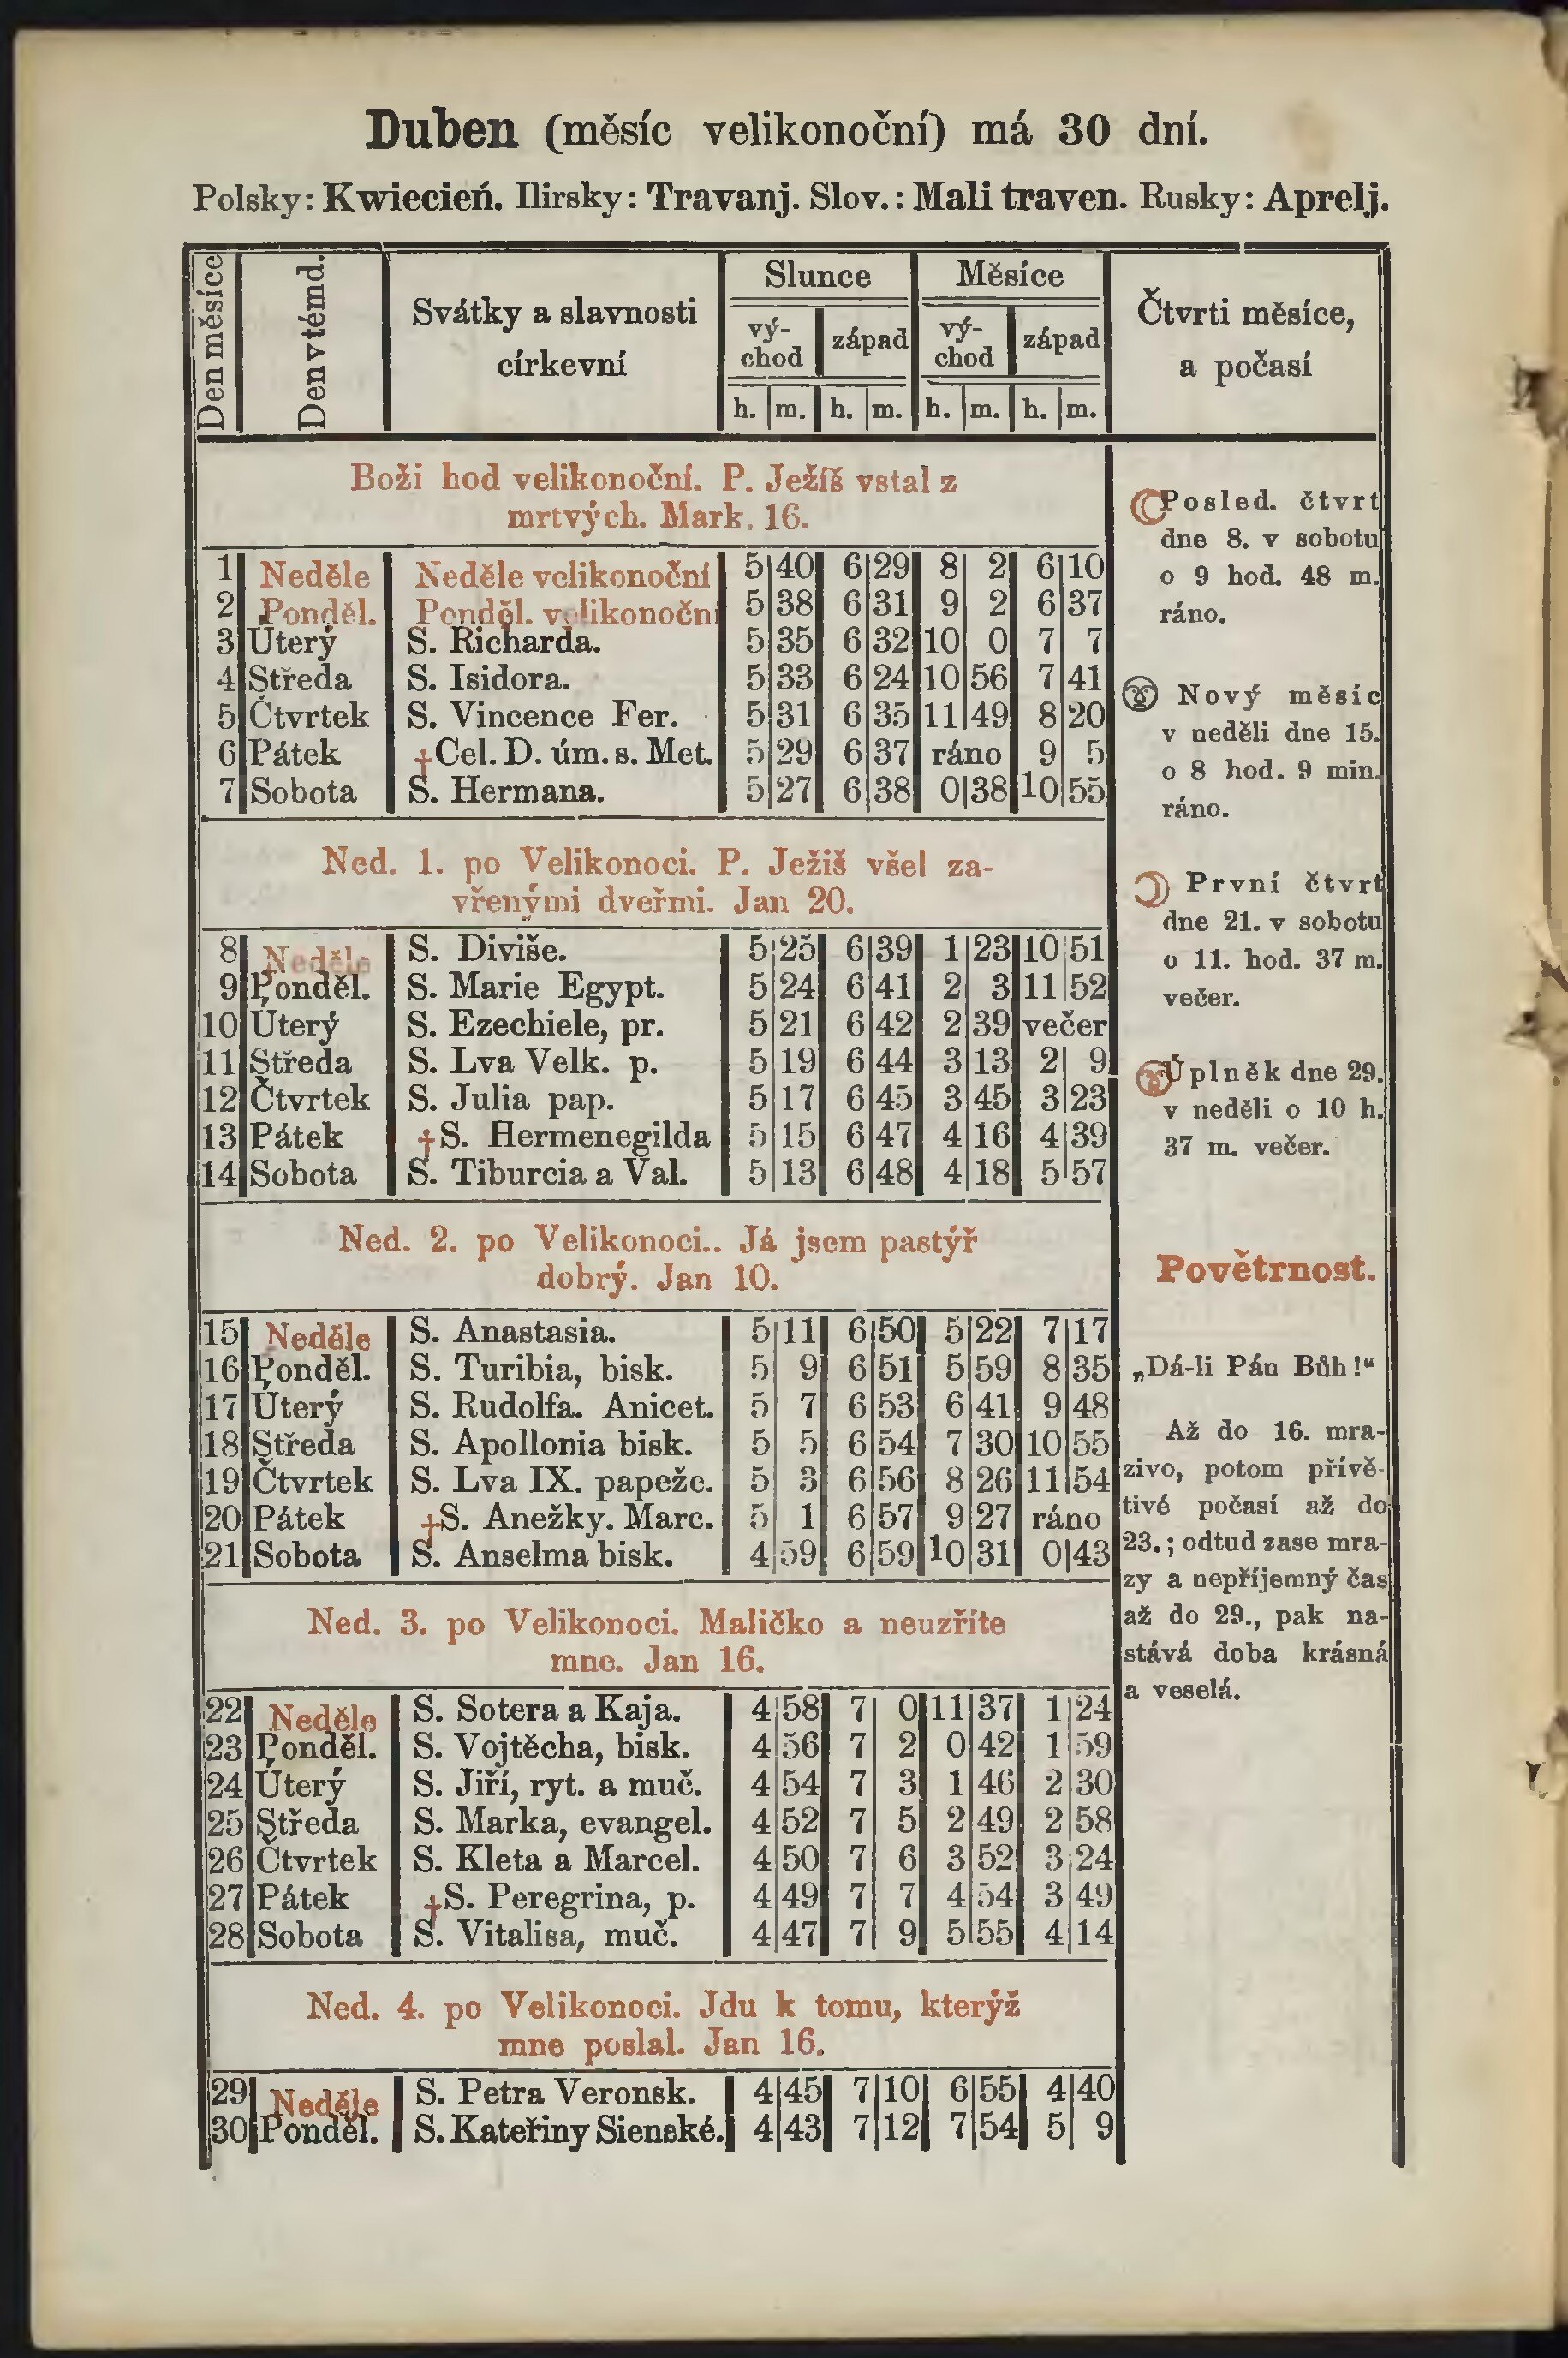 Duben (měsíc velikonoční) má 30 dní.
Polsky: Kwiecień. Ilirsky: Travanj. Slov.: Mali traven. Rusky: Aprelj.
Den měsíce
Den v témd.
Svátky a slavnosti
církevní
Slunce
Měsíce
vý-
chod
západ
vý-
chod
západ
h. m. h. m. h. m. h. m.
Čtvrti měsíce,
a počasí
Boži hod velikonoční. P. Ježíš vstal z
mrtvých. Mark. 16.
1 Neděle Neděle velikonoční 5 40 6 29 8 2 6 10
2 Ponděl. Ponděl. velikonoční 5 38 6 31 9 2 6 37
3 Úterý S. Richarda. 5 35 6 32 10 0 7 7
4 Středa S. Isidora. 5 33 6 24 10 56 7 41
5 Čtvrtek S. Vincence Fer. 5 31 6 35 11 49 8 20
6 Pátek †Cel. D. úm. s. Met. 5 29 6 37 ráno 9 5
7 Sobota S. Hermana. 5 27 6 38 0 38 10 55
Ned. 1. po Velikonoci. P. Ježiš všel za-
vřenými dveřmi. Jan 20.
8 Neděle S. Diviše. 5 25 6 39 1 23 10 51
9 Ponděl. S. Marie Egypt. 5 24 6 41 2 3 11 52
10 Úterý S. Ezechiele, pr. 5 21 6 42 2 39 večer
11 Středa S. Lva Velk. p. 5 19 6 44 3 13 2 9
12 Čtvrtek S. Julia pap. 5 17 6 45 3 45 3 23
13 Pátek †S. Hermenegilda 5 15 6 47 4 16 4 39
14 Sobota S. Tiburcia a Val. 5 13 6 48 4 18 5 57
Ned. 2. po Velikonoci.. Já jsem pastýř
dobrý. Jan 10.
15 Neděle S. Anastasia. 5 11 6 50 5 22 7 17
16 Ponděl. S. Turibia, bisk. 5 9 6 51 5 59 8 35
17 Úterý S. Rudolfa. Anicet. 5 7 6 53 6 41 9 48
18 Středa S. Apollonia bisk. 5 5 6 54 7 30 10 55
19 Čtvrtek S. Lva IX. papeže. 5 3 6 56 8 26 11 54
20 Pátek †S. Anežky. Marc. 5 1 6 57 9 27 ráno
21 Sobota S. Anselma bisk. 4 59 6 59 10 31 0 43
Ned. 3. po Velikonoci. Maličko a neuzříte
mne. Jan 16.
22 Neděle S. Sotera a Kaja. 4 58 7 0 11 37 1 24
23 Ponděl. S. Vojtěcha, bisk. 4 56 7 2 0 42 1 59
24 Úterý S. Jiří, ryt. a muč. 4 54 7 3 1 46 2 30
25 Středa S. Marka, evangel. 4 52 7 5 2 49 2 58
26 Čtvrtek S. Kleta a Marcel. 4 50 7 6 3 52 3 24
27 Pátek †S. Peregrina, p. 4 49 7 7 4 54 3 49
28 Sobota S. Vitalisa, muč. 4 47 7 9 5 55 4 14
Ned. 4. po Velikonoci. Jdu k tomu, kterýž
mne poslal. Jan 16.
29 Neděle S. Petra Veronsk. 4 45 7 10 6 55 4 40
30 Ponděl. S. Kateřiny Sienské. 4 43 7 12 7 54 5 9
Posled. čtvrt
dne 8. v sobotu
o 9 hod. 48 m.
ráno.
Nový měsíc
v neděli dne 15.
o 8 hod. 9 min.
ráno.
První čtvrt
dne 21. v sobotu
o 11. hod. 37 m.
večer.
Úplněk dne 29.
v neděli o 10 h.
37 m. večer.
Povětrnost.
„Dá-li Pán Bůh!“
Až do 16. mra-
zivo, potom přívě-
tivé počasí až do
23.; odtud zase mra-
zy a nepříjemný čas
až do 29., pak na-
stává doba krásná
a veselá.